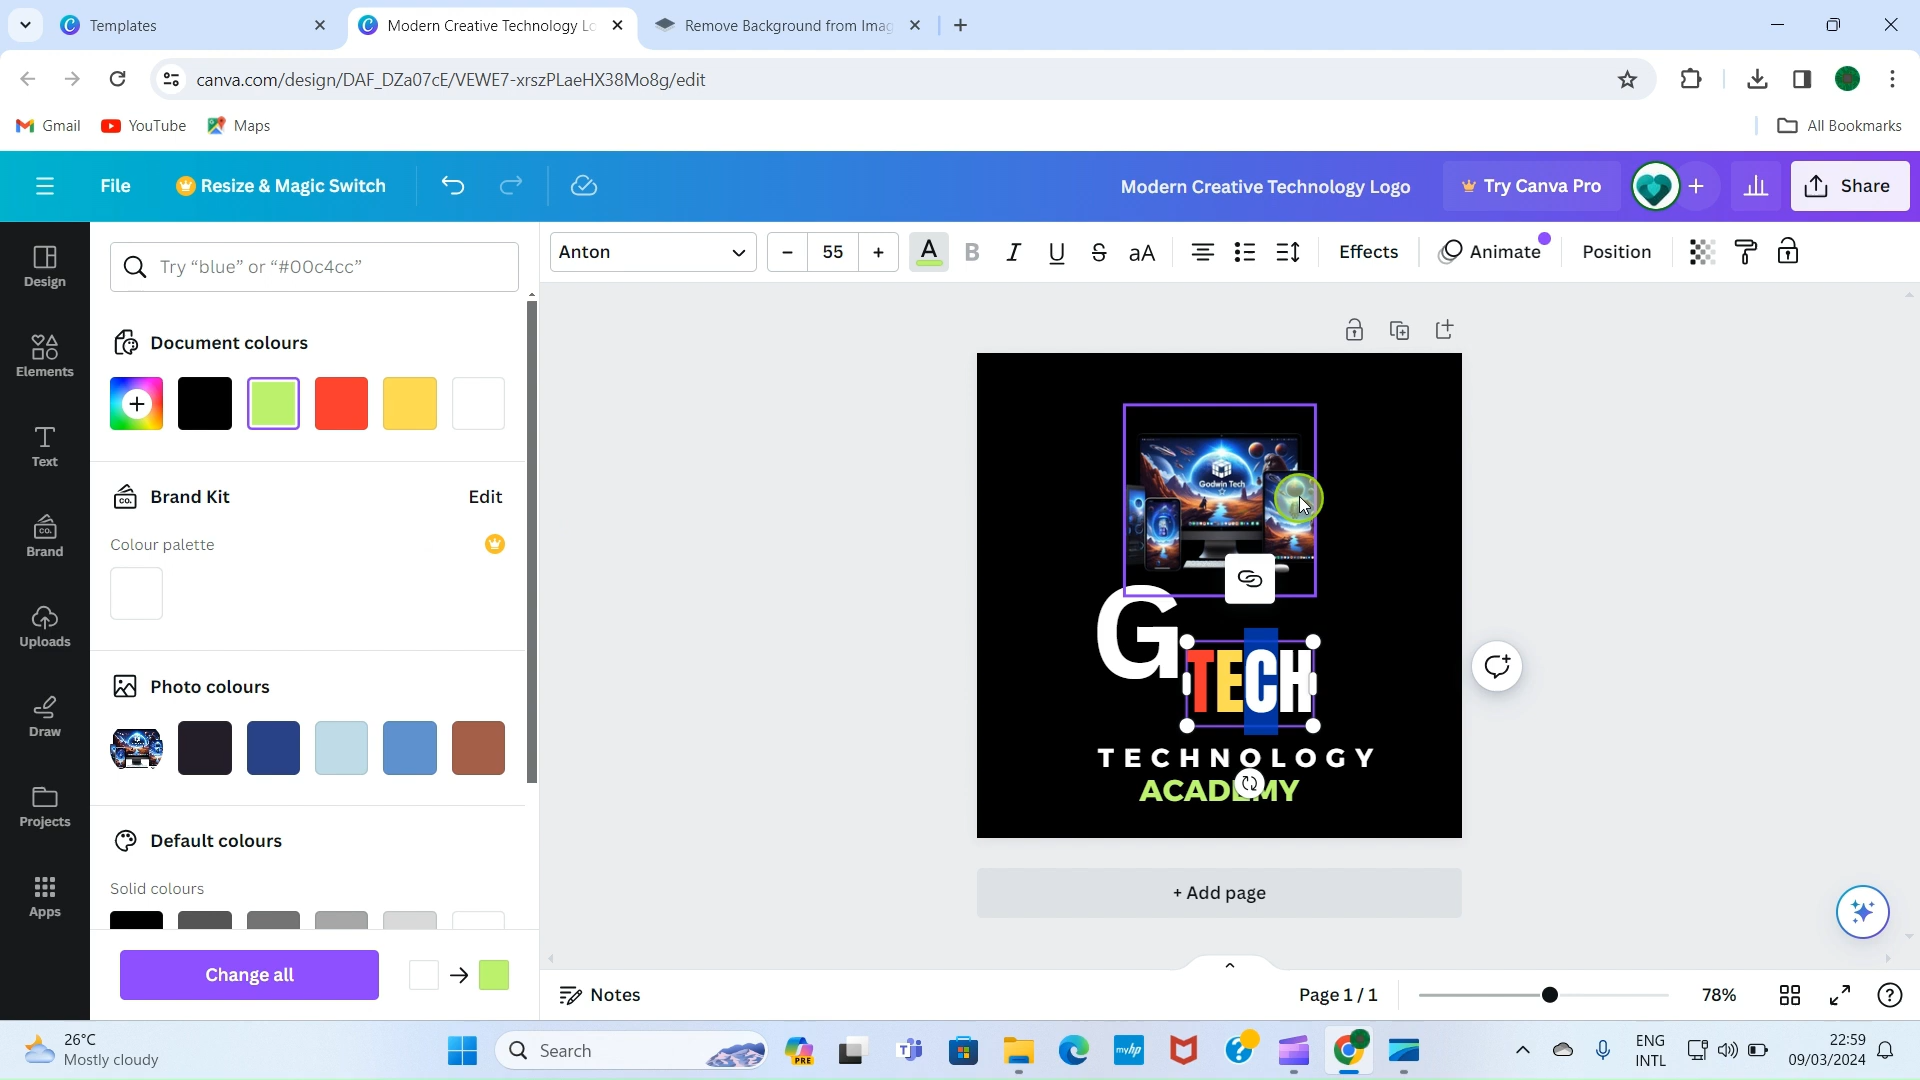 Templates
Modern Creative Technology Lo
Remove Background from Imag
canva.com/design/DAF_DZa07cE/VEWE7-xrszPLaeHX38Mo8g/edit
Gmail
YouTube
Maps
All Bookmarks
File
Resize & Magic Switch
Modern Creative Technology Logo
Try Canva Pro
Share
Design
Elements
Text
Brand
Uploads
Draw
Projects
Apps
Try “blue” or “#00c4cc”
Anton
- 55 +
A B I U S aA
Effects
Animate
Position
Document colours
Brand Kit
Edit
Colour palette
Photo colours
Default colours
Solid colours
Change all
Godwin Tech
G
TECH
TECHNOLOGY
ACADEMY
+ Add page
Notes
Page 1 / 1
78%
26°C
Mostly cloudy
Search
PRE
myhp
ENG
INTL
22:59
09/03/2024